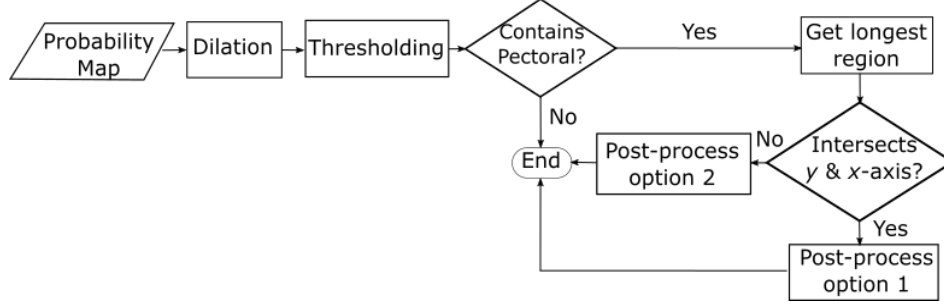 Probability
Map
Dilation
Thresholding
Contains
Pectoral?
Yes
Get longest
region
No
End
Post-process
option 2
No
Intersects
y & x-axis?
Yes
Post-process
option 1